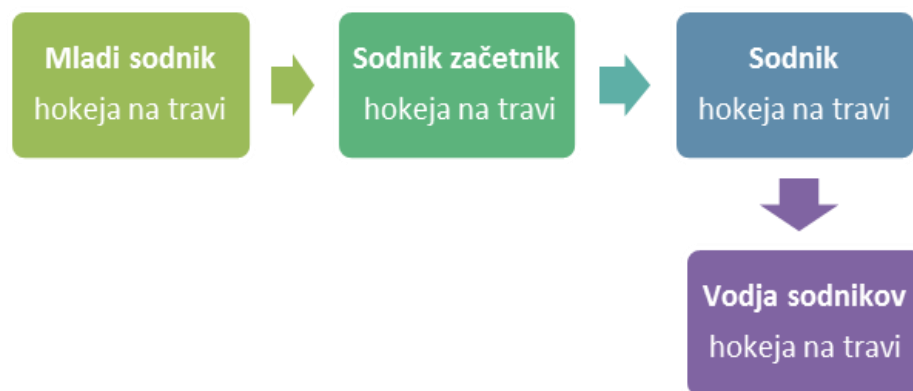 Mladi sodnik
hokeja na travi
Sodnik začetnik
hokeja na travi
Sodnik
hokeja na travi
Vodja sodnikov
hokeja na travi